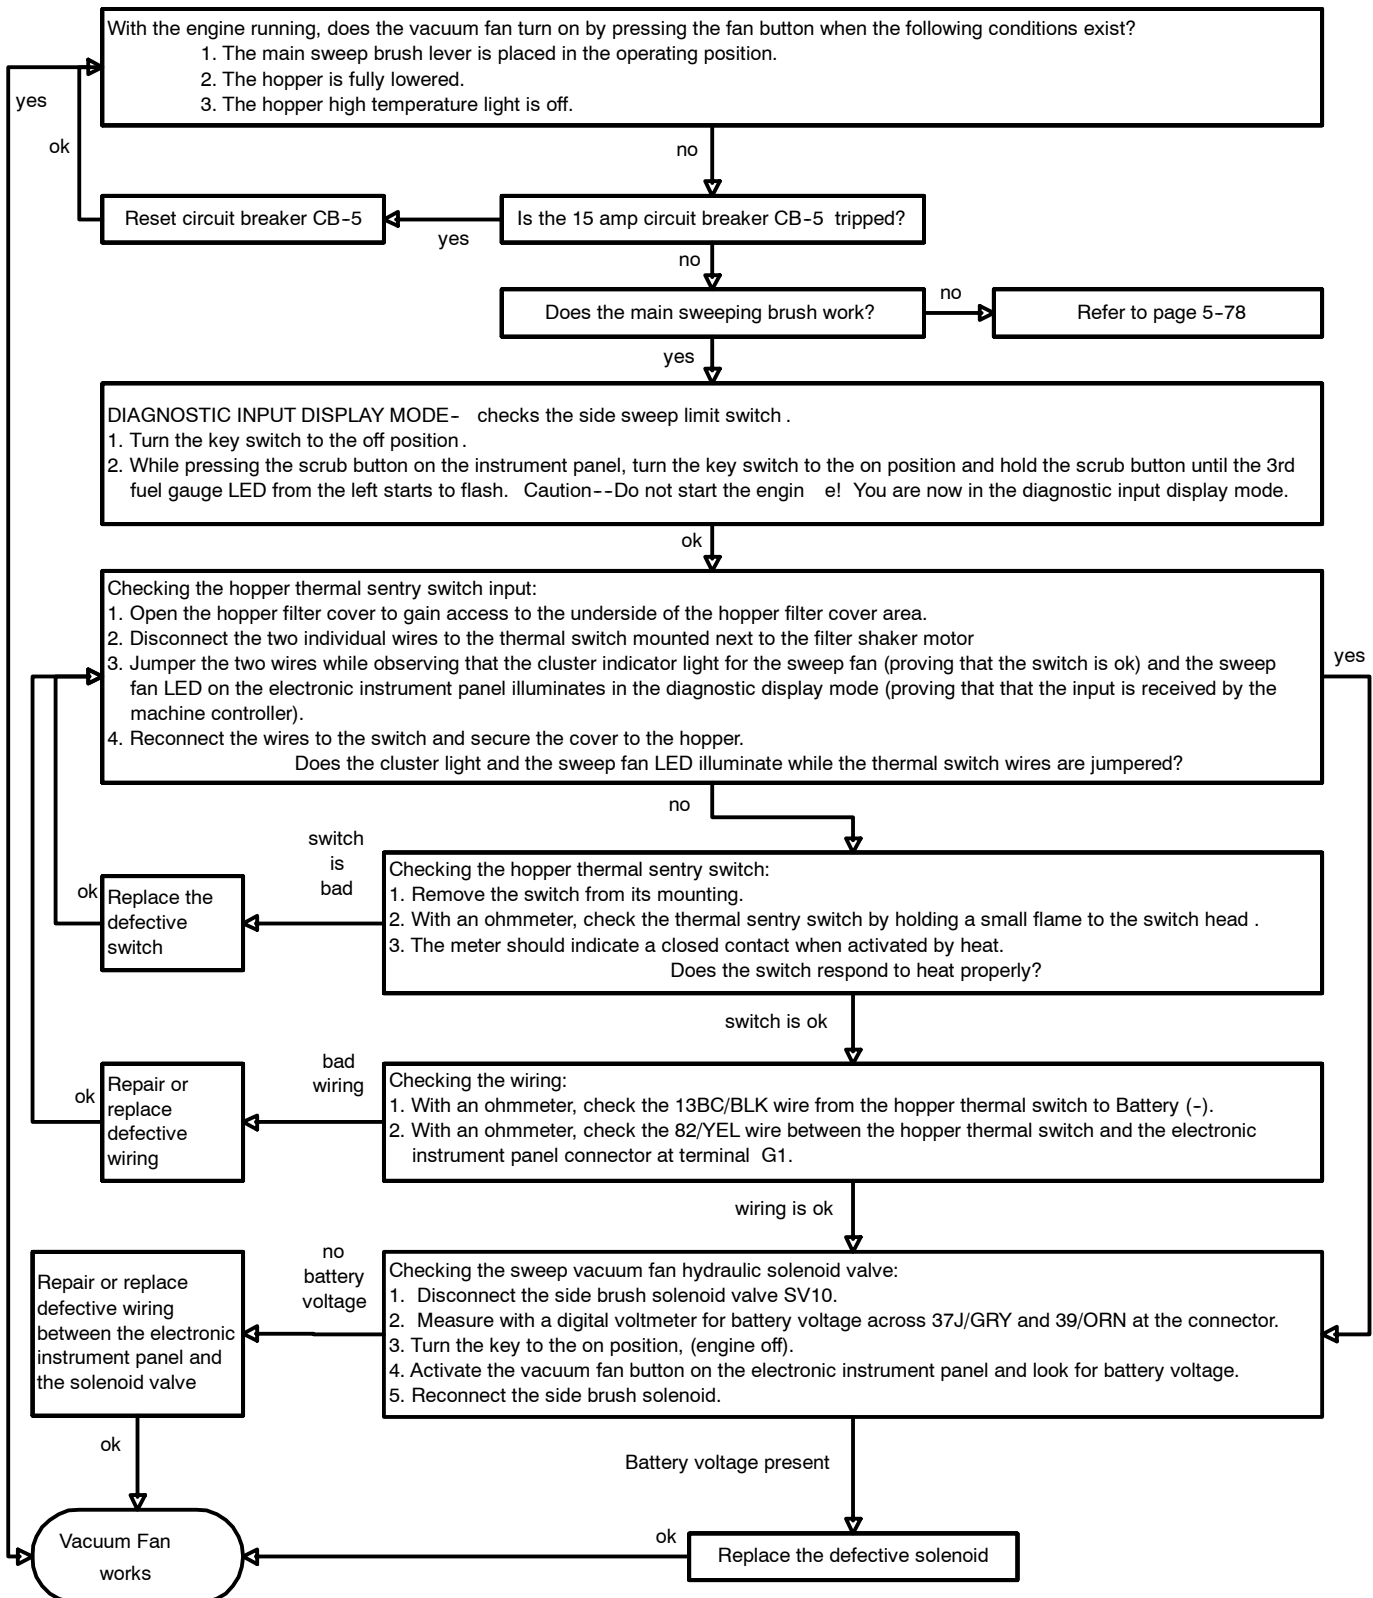 With the engine running, does the vacuum fan turn on by pressing the fan button when the following conditions exist?
1. The main sweep brush lever is placed in the operating position.
2. The hopper is fully lowered.
3. The hopper high temperature light is off.
yes
ok
no
Reset circuit breaker CB-5
yes
Is the 15 amp circuit breaker CB-5 tripped?
no
Does the main sweeping brush work?
no
Refer to page 5-78
yes
DIAGNOSTIC INPUT DISPLAY MODE- checks the side sweep limit switch .
1. Turn the key switch to the off position .
2. While pressing the scrub button on the instrument panel, turn the key switch to the on position and hold the scrub button until the 3rd
fuel gauge LED from the left starts to flash. Caution--Do not start the engin e! You are now in the diagnostic input display mode.
ok
Checking the hopper thermal sentry switch input:
1. Open the hopper filter cover to gain access to the underside of the hopper filter cover area.
2. Disconnect the two individual wires to the thermal switch mounted next to the filter shaker motor
3. Jumper the two wires while observing that the cluster indicator light for the sweep fan (proving that the switch is ok) and the sweep
fan LED on the electronic instrument panel illuminates in the diagnostic display mode (proving that that the input is received by the
machine controller).
4. Reconnect the wires to the switch and secure the cover to the hopper.
Does the cluster light and the sweep fan LED illuminate while the thermal switch wires are jumpered?
yes
no
switch
is
bad
ok
Replace the
defective
switch
Checking the hopper thermal sentry switch:
1. Remove the switch from its mounting.
2. With an ohmmeter, check the thermal sentry switch by holding a small flame to the switch head .
3. The meter should indicate a closed contact when activated by heat.
Does the switch respond to heat properly?
switch is ok
bad
wiring
ok
Repair or
replace
defective
wiring
Checking the wiring:
1. With an ohmmeter, check the 13BC/BLK wire from the hopper thermal switch to Battery (-).
2. With an ohmmeter, check the 82/YEL wire between the hopper thermal switch and the electronic
instrument panel connector at terminal G1.
wiring is ok
no
battery
voltage
Repair or replace
defective wiring
between the electronic
instrument panel and
the solenoid valve
Checking the sweep vacuum fan hydraulic solenoid valve:
1. Disconnect the side brush solenoid valve SV10.
2. Measure with a digital voltmeter for battery voltage across 37J/GRY and 39/ORN at the connector.
3. Turn the key to the on position, (engine off).
4. Activate the vacuum fan button on the electronic instrument panel and look for battery voltage.
5. Reconnect the side brush solenoid.
ok
Battery voltage present
Vacuum Fan
works
ok
Replace the defective solenoid